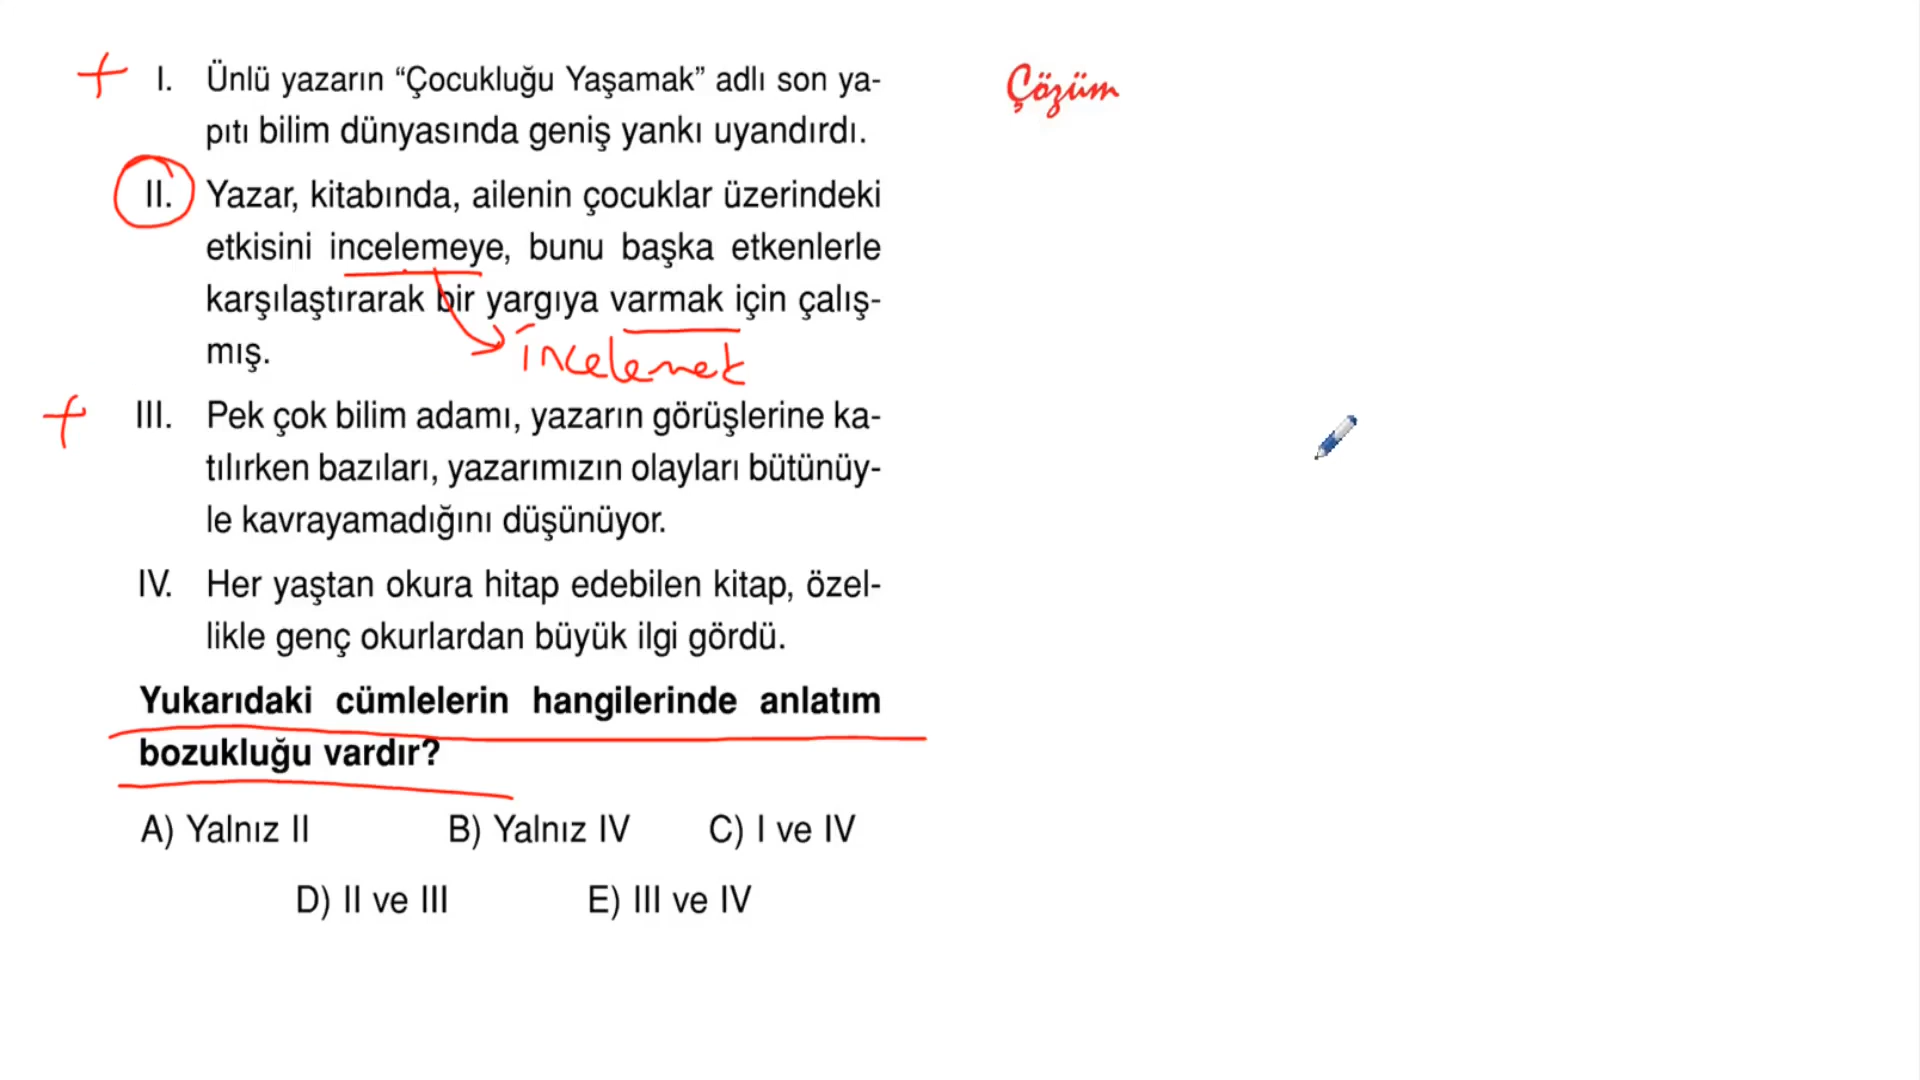 + I. Ünlü yazarın “Çocukluğu Yaşamak” adlı son ya-
pıtı bilim dünyasında geniş yankı uyandırdı.
II. Yazar, kitabında, ailenin çocuklar üzerindeki
etkisini incelemeye, bunu başka etkenlerle
karşılaştırarak bir yargıya varmak için çalış-
mış.
incelemek
+ III. Pek çok bilim adamı, yazarın görüşlerine ka-
tılırken bazıları, yazarımızın olayları bütünüy-
le kavrayamadığını düşünüyor.
IV. Her yaştan okura hitap edebilen kitap, özel-
likle genç okurlardan büyük ilgi gördü.
Yukarıdaki cümlelerin hangilerinde anlatım
bozukluğu vardır?
A) Yalnız II B) Yalnız IV C) I ve IV
D) II ve III E) III ve IV
Çözüm